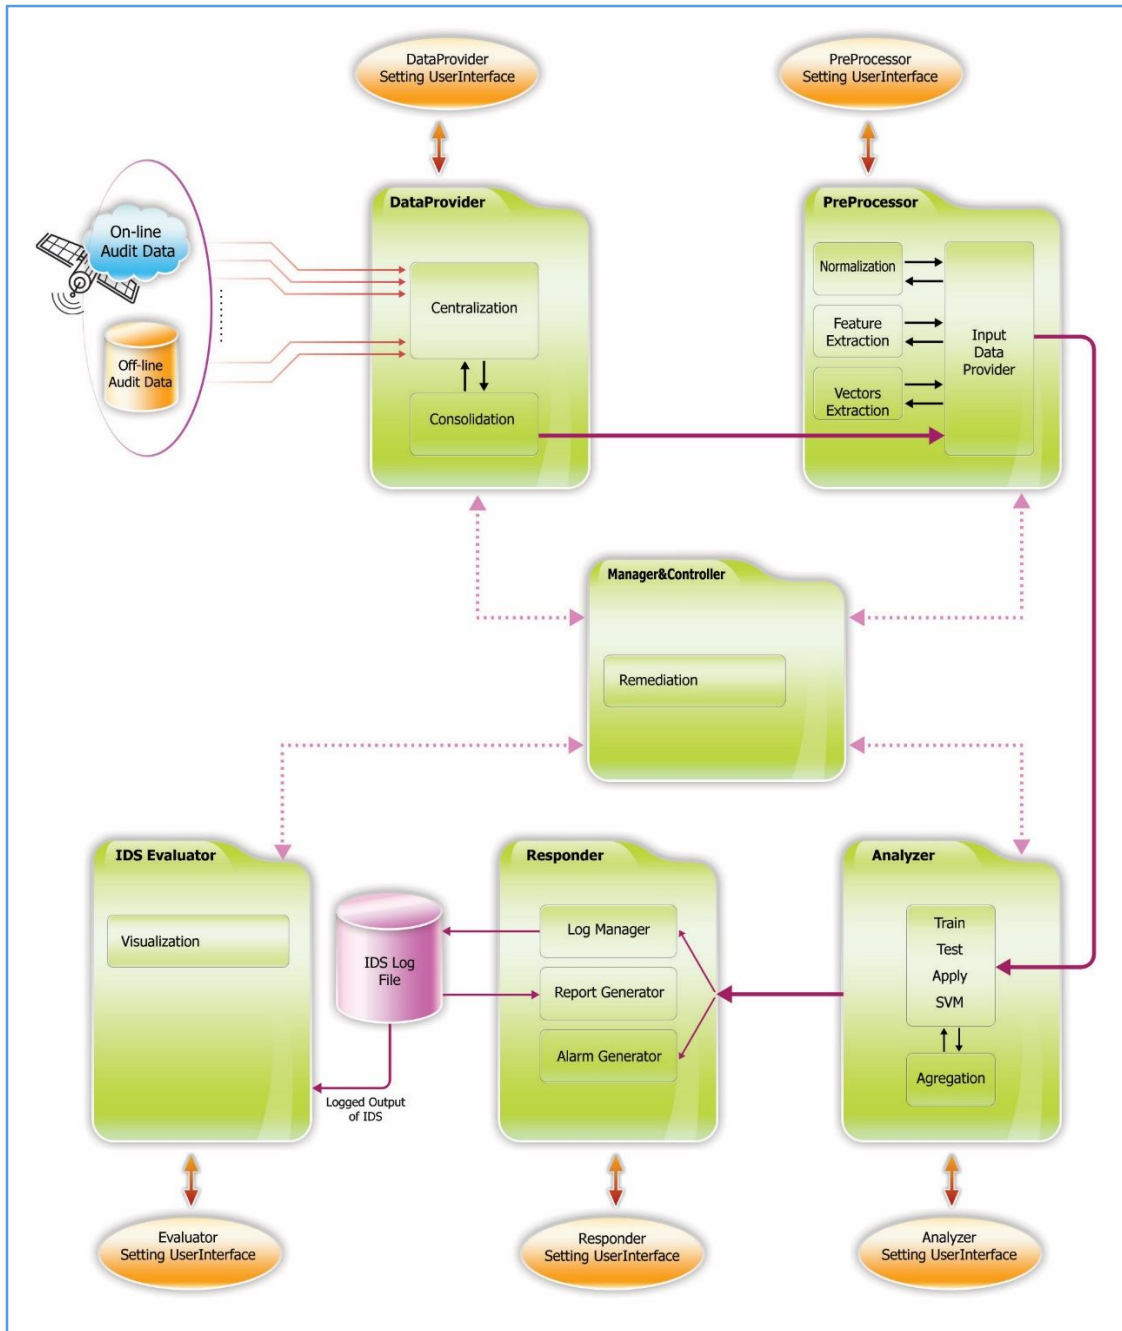 DataProvider
Setting UserInterface
PreProcessor
Setting UserInterface
DataProvider
PreProcessor
On-line
Audit Data
Off-line
Audit Data
Centralization
Consolidation
Normalization
Feature
Extraction
Vectors
Extraction
Input
Data
Provider
Manager&Controller
Remediation
IDS Evaluator
Visualization
IDS Log
File
Logged Output
of IDS
Responder
Log Manager
Report Generator
Alarm Generator
Analyzer
Train
Test
Apply
SVM
Agregation
Evaluator
Setting UserInterface
Responder
Setting UserInterface
Analyzer
Setting UserInterface